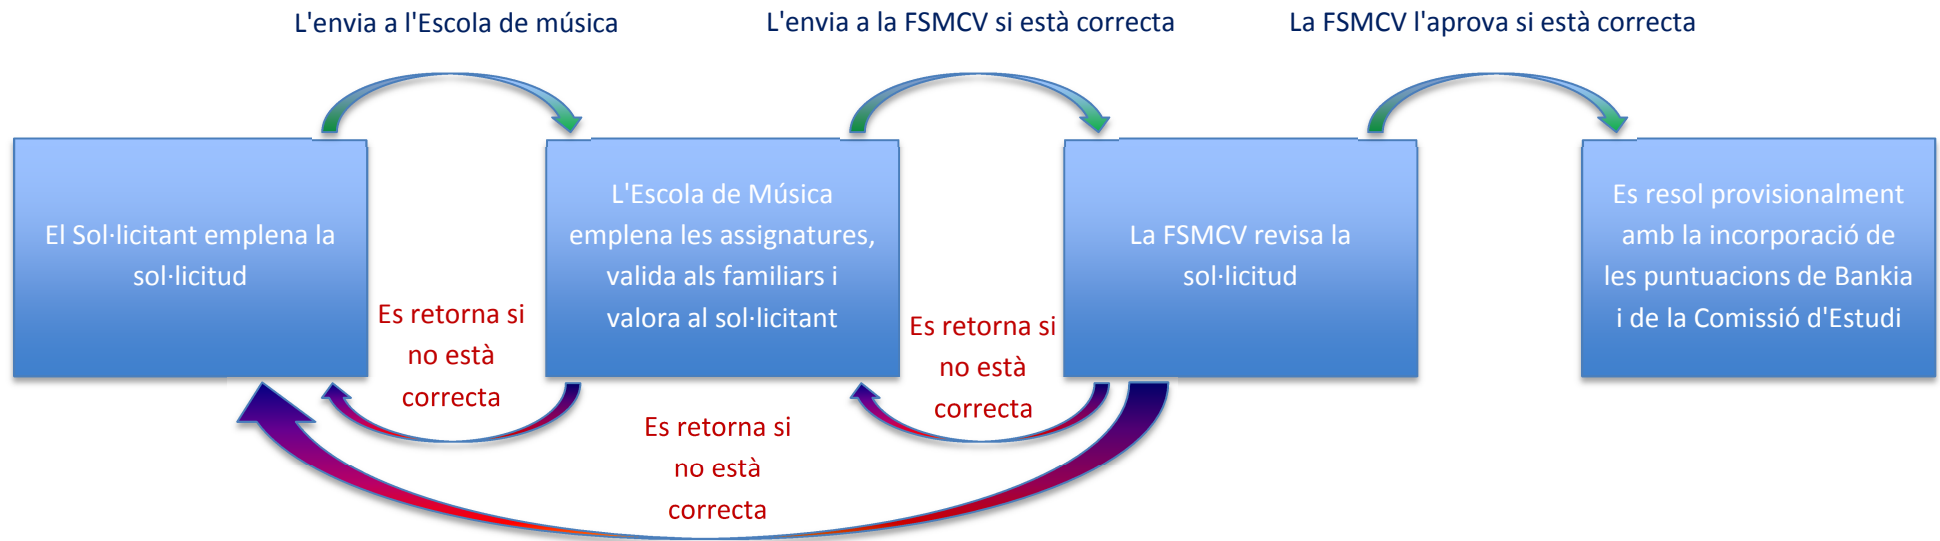 L'envia a l'Escola de música
L'envia a la FSMCV si està correcta
La FSMCV l'aprova si està correcta
El Sol·licitant emplena la
sol·licitud
L'Escola de Música
emplena les assignatures,
valida als familiars i
valora al sol·licitant
La FSMCV revisa la
sol·licitud
Es resol provisionalment
amb la incorporació de
les puntuacions de Bankia
i de la Comissió d'Estudi
Es retorna si
no està
correcta
Es retorna si
no està
correcta
Es retorna si
no està
correcta